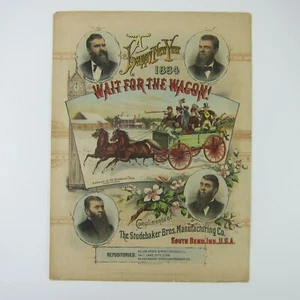 A
Happy New Year
1884
WAIT FOR THE WAGON!
Compliments of
The Studebaker Bros. Manufacturing Co.
SOUTH BEND, IND., U.S.A.
REPOSITORIES: